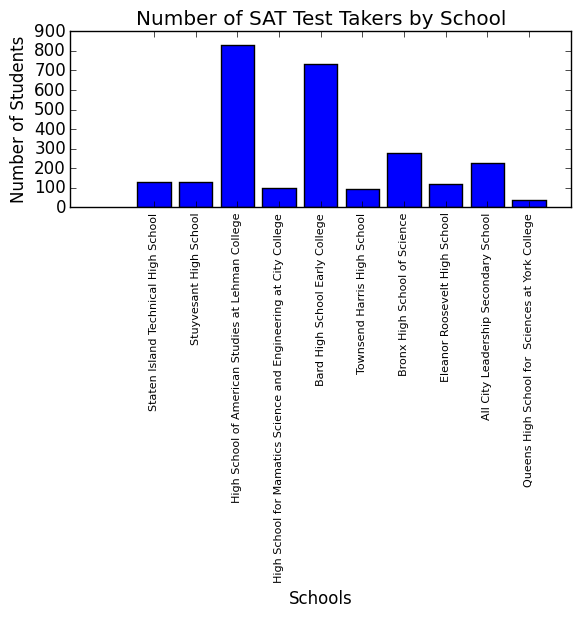 Number of SAT Test Takers by School
Number of Students
900
800
700
600
500
400
300
200
100
0
Staten Island Technical High School
Stuyvesant High School
High School of American Studies at Lehman College
High School for Mamatics Science and Engineering at City College
Bard High School Early College
Townsend Harris High School
Bronx High School of Science
Eleanor Roosevelt High School
All City Leadership Secondary School
Queens High School for  Sciences at York College
Schools